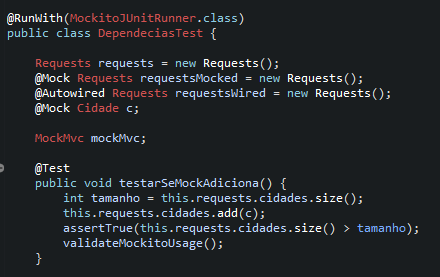 @RunWith(MockitoJUnitRunner.class)
public class DependeciasTest {
Requests requests = new Requests();
@Mock Requests requestsMocked = new Requests();
@Autowired Requests requestsWired = new Requests();
@Mock Cidade c;
MockMvc mockMvc;
@Test
public void testarSeMockAdiciona() {
int tamanho = this.requests.cidades.size();
this.requests.cidades.add(c);
assertTrue(this.requests.cidades.size() > tamanho);
validateMockitoUsage();
}